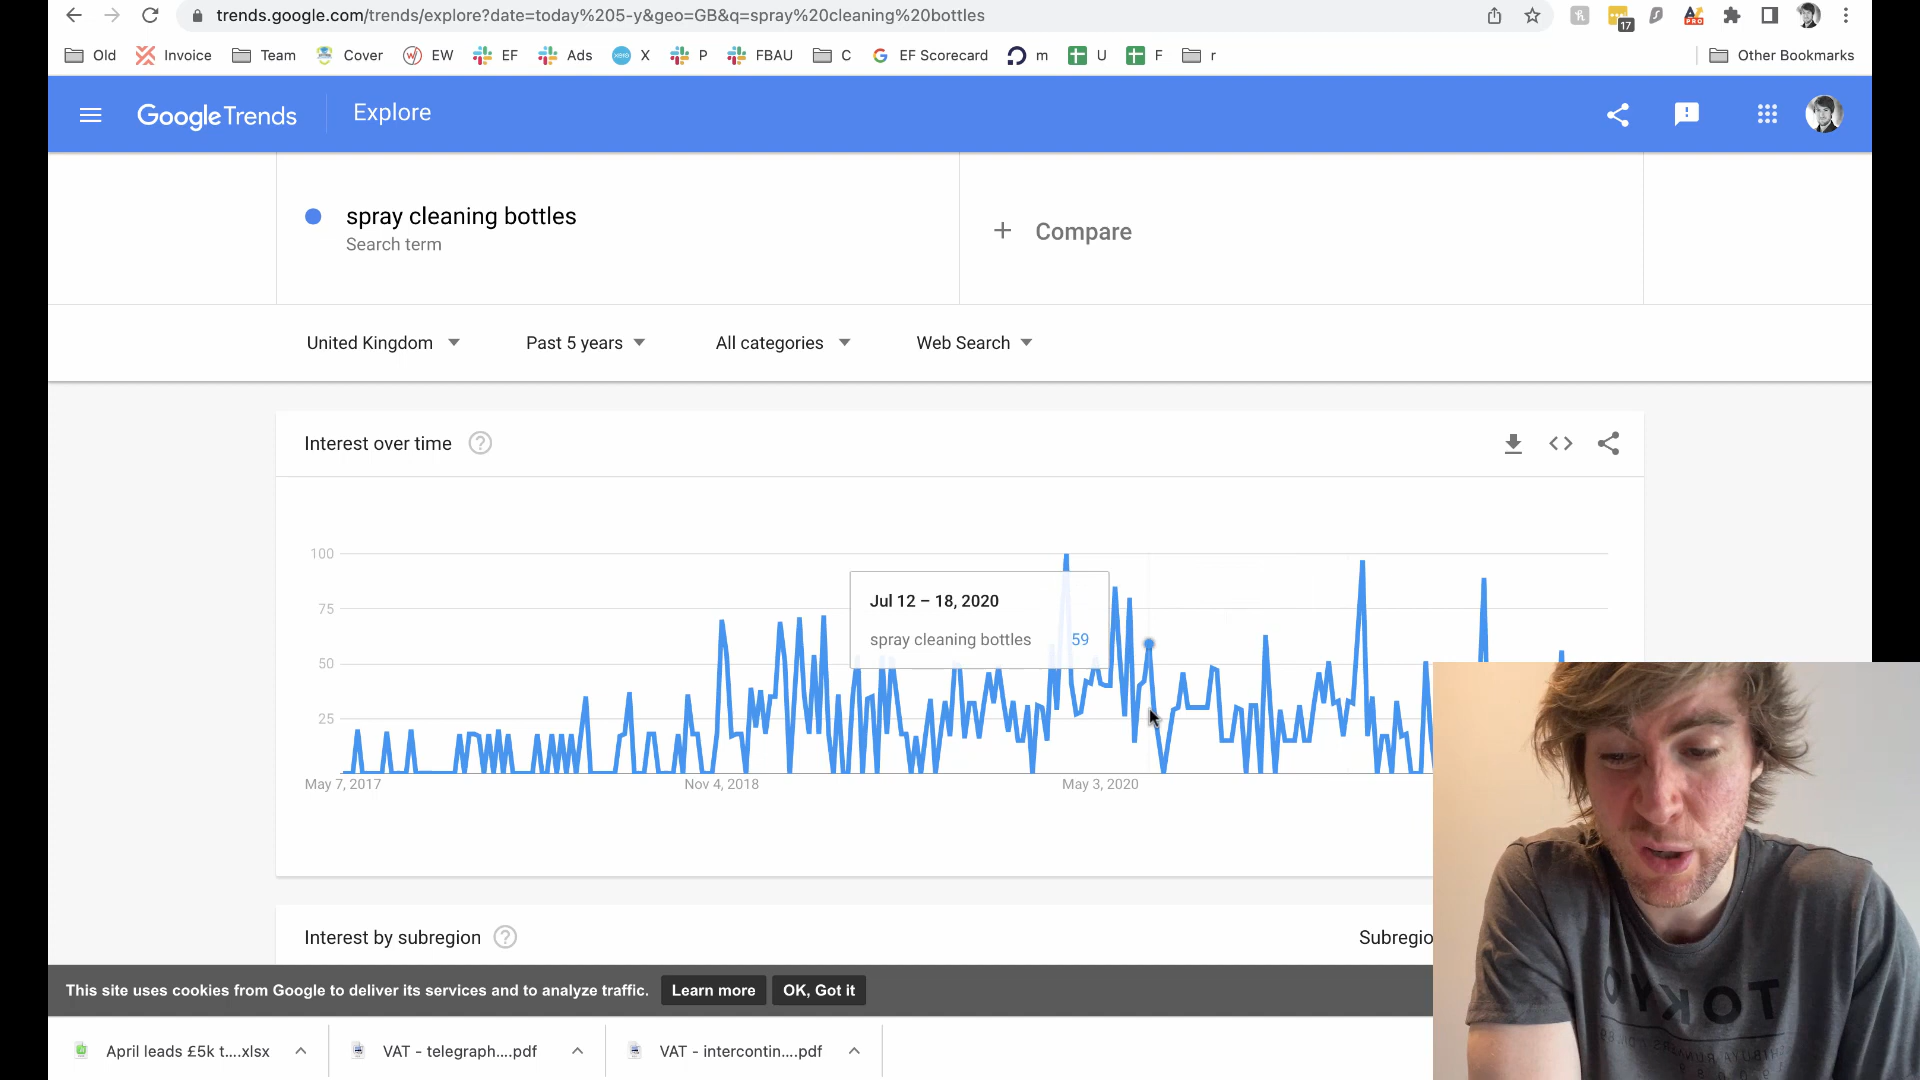 trends.google.com/trends/explore?date=today%205-y&geo=GB&q=spray%20cleaning%20bottles
17
PRO
Old Invoice Team Cover EW EF Ads X P FBAU C EF Scorecard m U F r Other Bookmarks
Google Trends Explore
spray cleaning bottles
Search term
+ Compare
United Kingdom Past 5 years All categories Web Search
Interest over time
100
75
50
25
Jul 12 – 18, 2020
spray cleaning bottles 59
May 7, 2017 Nov 4, 2018 May 3, 2020
Interest by subregion Subregio
This site uses cookies from Google to deliver its services and to analyze traffic. Learn more OK, Got it
April leads £5k t....xlsx VAT - telegraph....pdf VAT - intercontin....pdf
TOKYO